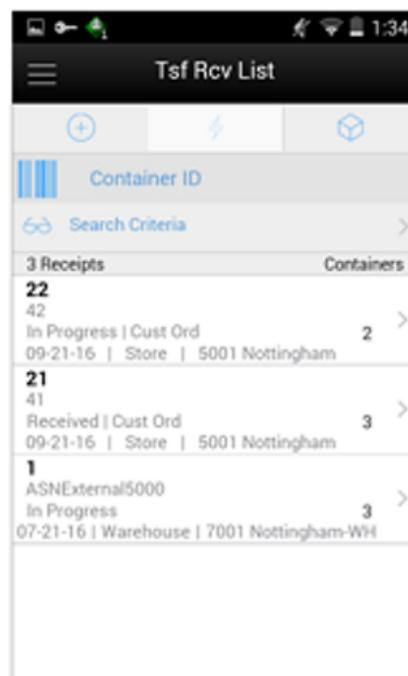 1:34
Tsf Rcv List
Container ID
Search Criteria
3 Receipts Containers
22
42
In Progress | Cust Ord 2
09-21-16 | Store | 5001 Nottingham
21
41
Received | Cust Ord 3
09-21-16 | Store | 5001 Nottingham
1
ASNExternal5000
In Progress 3
07-21-16 | Warehouse | 7001 Nottingham-WH